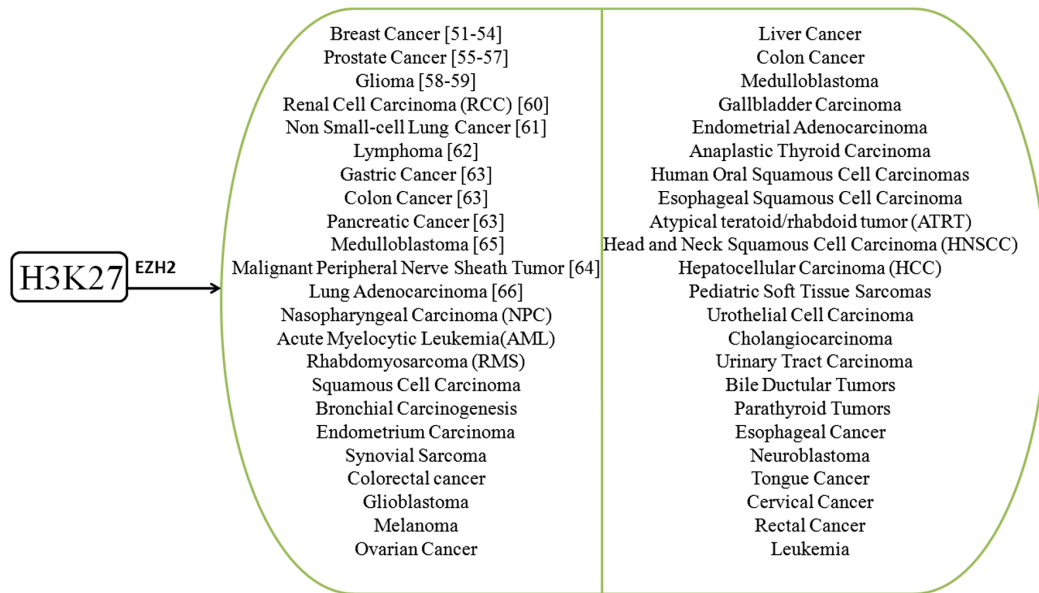 H3K27
EZH2
Breast Cancer [51-54]
Prostate Cancer [55-57]
Glioma [58-59]
Renal Cell Carcinoma (RCC) [60]
Non Small-cell Lung Cancer [61]
Lymphoma [62]
Gastric Cancer [63]
Colon Cancer [63]
Pancreatic Cancer [63]
Medulloblastoma [65]
Malignant Peripheral Nerve Sheath Tumor [64]
Lung Adenocarcinoma [66]
Nasopharyngeal Carcinoma (NPC)
Acute Myelocytic Leukemia(AML)
Rhabdomyosarcoma (RMS)
Squamous Cell Carcinoma
Bronchial Carcinogenesis
Endometrium Carcinoma
Synovial Sarcoma
Colorectal cancer
Glioblastoma
Melanoma
Ovarian Cancer
Liver Cancer
Colon Cancer
Medulloblastoma
Gallbladder Carcinoma
Endometrial Adenocarcinoma
Anaplastic Thyroid Carcinoma
Human Oral Squamous Cell Carcinomas
Esophageal Squamous Cell Carcinoma
Atypical teratoid/rhabdoid tumor (ATRT)
Head and Neck Squamous Cell Carcinoma (HNSCC)
Hepatocellular Carcinoma (HCC)
Pediatric Soft Tissue Sarcomas
Urothelial Cell Carcinoma
Cholangiocarcinoma
Urinary Tract Carcinoma
Bile Ductular Tumors
Parathyroid Tumors
Esophageal Cancer
Neuroblastoma
Tongue Cancer
Cervical Cancer
Rectal Cancer
Leukemia